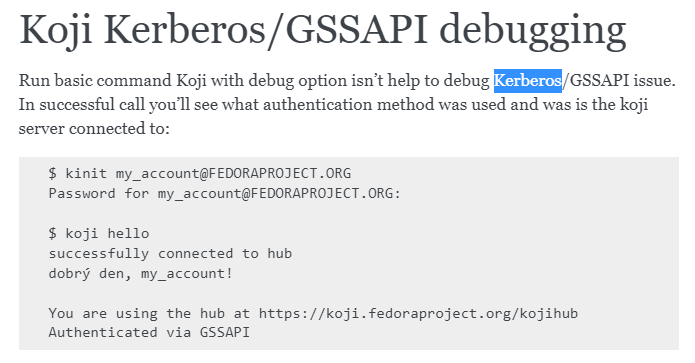 Koji Kerberos/GSSAPI debugging
Run basic command Koji with debug option isn’t help to debug Kerberos/GSSAPI issue.
In successful call you’ll see what authentication method was used and was is the koji
server connected to:
$ kinit my_account@FEDORAPROJECT.ORG
Password for my_account@FEDORAPROJECT.ORG:
$ koji hello
successfully connected to hub
dobrý den, my_account!
You are using the hub at https://koji.fedoraproject.org/kojihub
Authenticated via GSSAPI